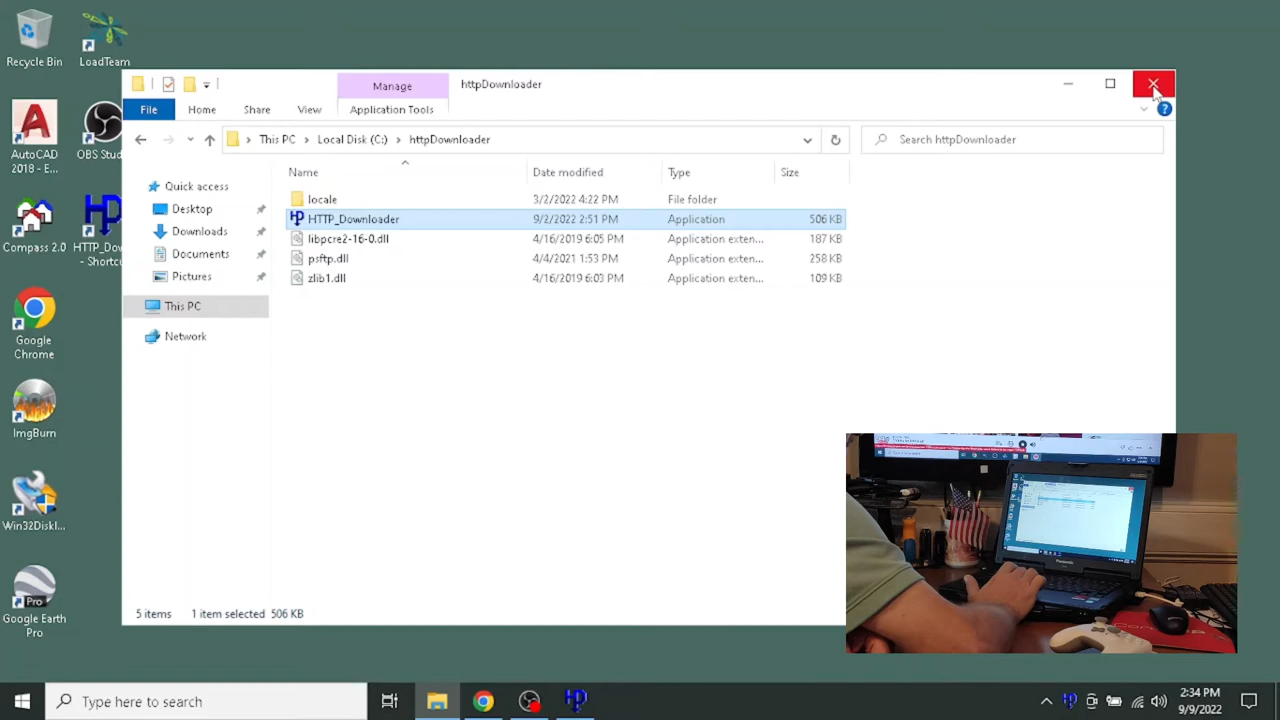 Recycle Bin
LoadTeam
AutoCAD
2018 - E...
OBS Stud
Compass 2.0
HTTP_Dow
- Shortcu
Google
Chrome
ImgBurn
Win32DiskI...
Google Earth
Pro
Manage
httpDownloader
File
Home
Share
View
Application Tools
This PC
Local Disk (C:)
httpDownloader
Search httpDownloader
Name
Date modified
Type
Size
Quick access
Desktop
Downloads
Documents
Pictures
This PC
Network
locale 3/2/2022 4:22 PM File folder
HTTP_Downloader 9/2/2022 2:51 PM Application 506 KB
libpcre2-16-0.dll 4/16/2019 6:05 PM Application exten... 187 KB
psftp.dll 4/4/2021 1:53 PM Application exten... 258 KB
zlib1.dll 4/16/2019 6:03 PM Application exten... 109 KB
5 items 1 item selected 506 KB
Panasonic
Type here to search
2:34 PM
9/9/2022